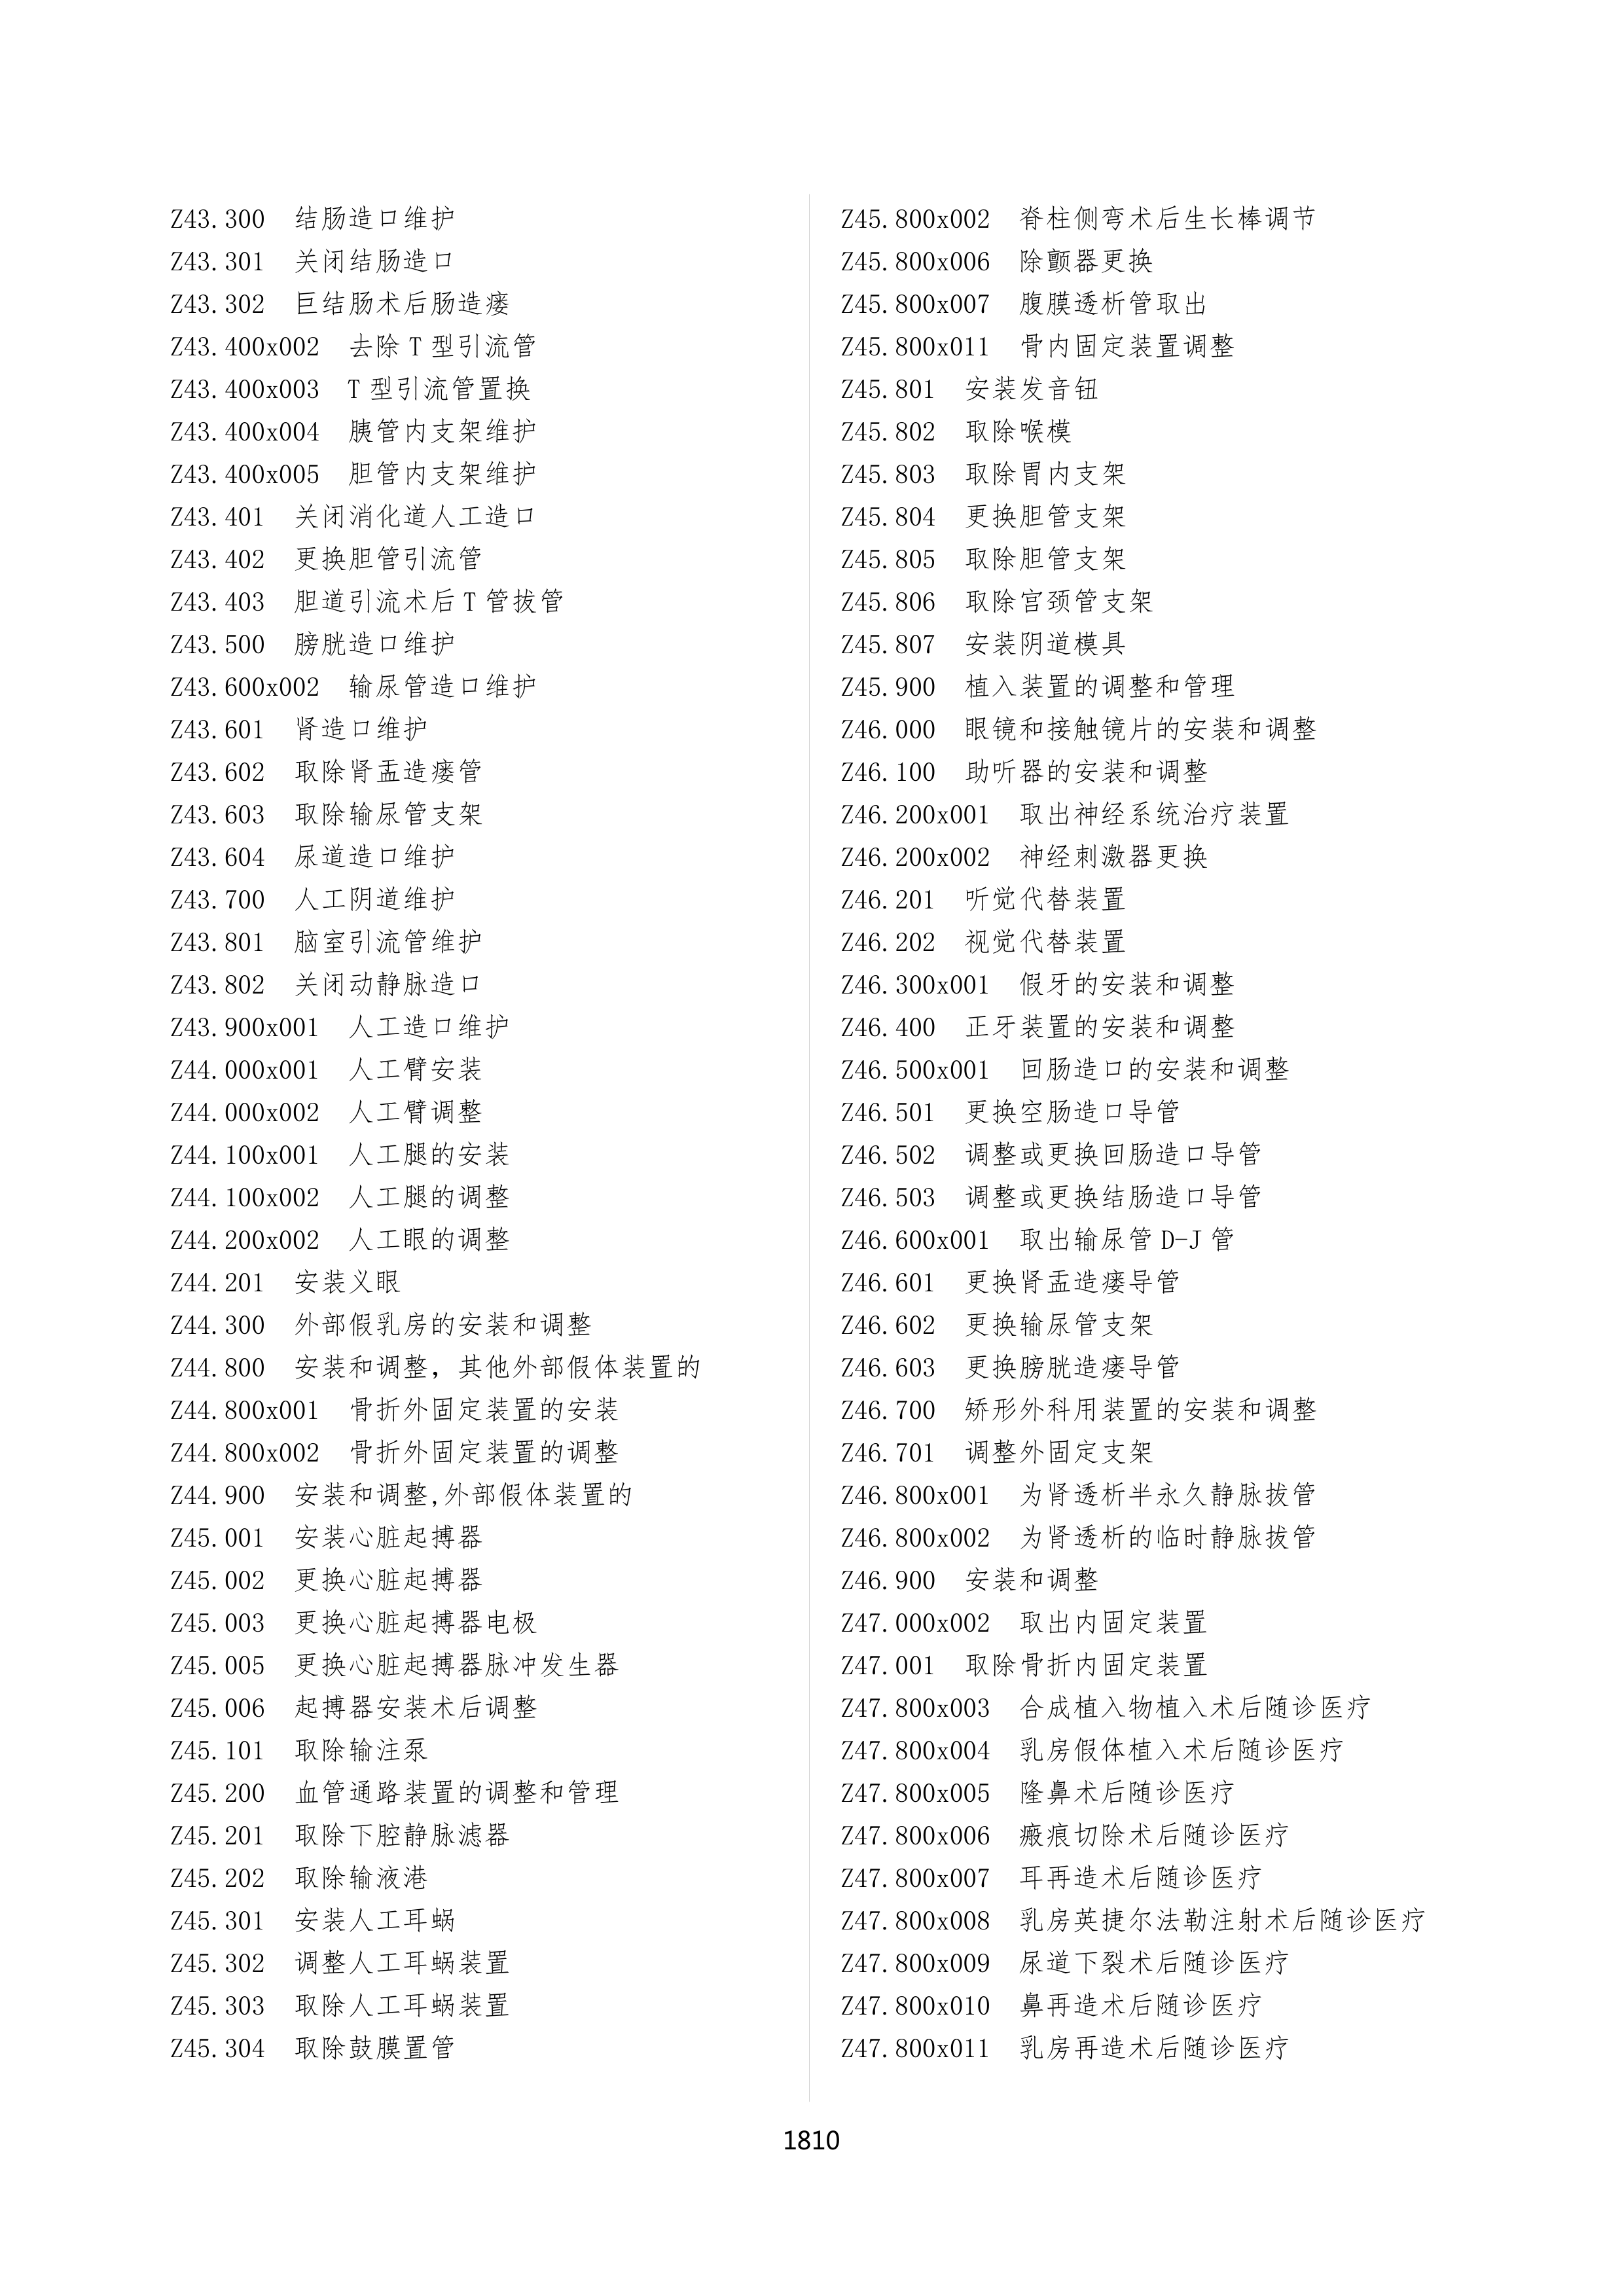 Z43.300 结肠造口维护
Z43.301 关闭结肠造口
Z43.302 巨结肠术后肠造瘘
Z43.400x002 去除 T 型引流管
Z43.400x003 T 型引流管置换
Z43.400x004 胰管内支架维护
Z43.400x005 胆管内支架维护
Z43.401 关闭消化道人工造口
Z43.402 更换胆管引流管
Z43.403 胆道引流术后 T 管拔管
Z43.500 膀胱造口维护
Z43.600x002 输尿管造口维护
Z43.601 肾造口维护
Z43.602 取除肾盂造瘘管
Z43.603 取除输尿管支架
Z43.604 尿道造口维护
Z43.700 人工阴道维护
Z43.801 脑室引流管维护
Z43.802 关闭动静脉造口
Z43.900x001 人工造口维护
Z44.000x001 人工臂安装
Z44.000x002 人工臂调整
Z44.100x001 人工腿的安装
Z44.100x002 人工腿的调整
Z44.200x002 人工眼的调整
Z44.201 安装义眼
Z44.300 外部假乳房的安装和调整
Z44.800 安装和调整，其他外部假体装置的
Z44.800x001 骨折外固定装置的安装
Z44.800x002 骨折外固定装置的调整
Z44.900 安装和调整,外部假体装置的
Z45.001 安装心脏起搏器
Z45.002 更换心脏起搏器
Z45.003 更换心脏起搏器电极
Z45.005 更换心脏起搏器脉冲发生器
Z45.006 起搏器安装术后调整
Z45.101 取除输注泵
Z45.200 血管通路装置的调整和管理
Z45.201 取除下腔静脉滤器
Z45.202 取除输液港
Z45.301 安装人工耳蜗
Z45.302 调整人工耳蜗装置
Z45.303 取除人工耳蜗装置
Z45.304 取除鼓膜置管
Z45.800x002 脊柱侧弯术后生长棒调节
Z45.800x006 除颤器更换
Z45.800x007 腹膜透析管取出
Z45.800x011 骨内固定装置调整
Z45.801 安装发音钮
Z45.802 取除喉模
Z45.803 取除胃内支架
Z45.804 更换胆管支架
Z45.805 取除胆管支架
Z45.806 取除宫颈管支架
Z45.807 安装阴道模具
Z45.900 植入装置的调整和管理
Z46.000 眼镜和接触镜片的安装和调整
Z46.100 助听器的安装和调整
Z46.200x001 取出神经系统治疗装置
Z46.200x002 神经刺激器更换
Z46.201 听觉代替装置
Z46.202 视觉代替装置
Z46.300x001 假牙的安装和调整
Z46.400 正牙装置的安装和调整
Z46.500x001 回肠造口的安装和调整
Z46.501 更换空肠造口导管
Z46.502 调整或更换回肠造口导管
Z46.503 调整或更换结肠造口导管
Z46.600x001 取出输尿管 D-J 管
Z46.601 更换肾盂造瘘导管
Z46.602 更换输尿管支架
Z46.603 更换膀胱造瘘导管
Z46.700 矫形外科用装置的安装和调整
Z46.701 调整外固定支架
Z46.800x001 为肾透析半永久静脉拔管
Z46.800x002 为肾透析的临时静脉拔管
Z46.900 安装和调整
Z47.000x002 取出内固定装置
Z47.001 取除骨折内固定装置
Z47.800x003 合成植入物植入术后随诊医疗
Z47.800x004 乳房假体植入术后随诊医疗
Z47.800x005 隆鼻术后随诊医疗
Z47.800x006 瘢痕切除术后随诊医疗
Z47.800x007 耳再造术后随诊医疗
Z47.800x008 乳房英捷尔法勒注射术后随诊医疗
Z47.800x009 尿道下裂术后随诊医疗
Z47.800x010 鼻再造术后随诊医疗
Z47.800x011 乳房再造术后随诊医疗
1810